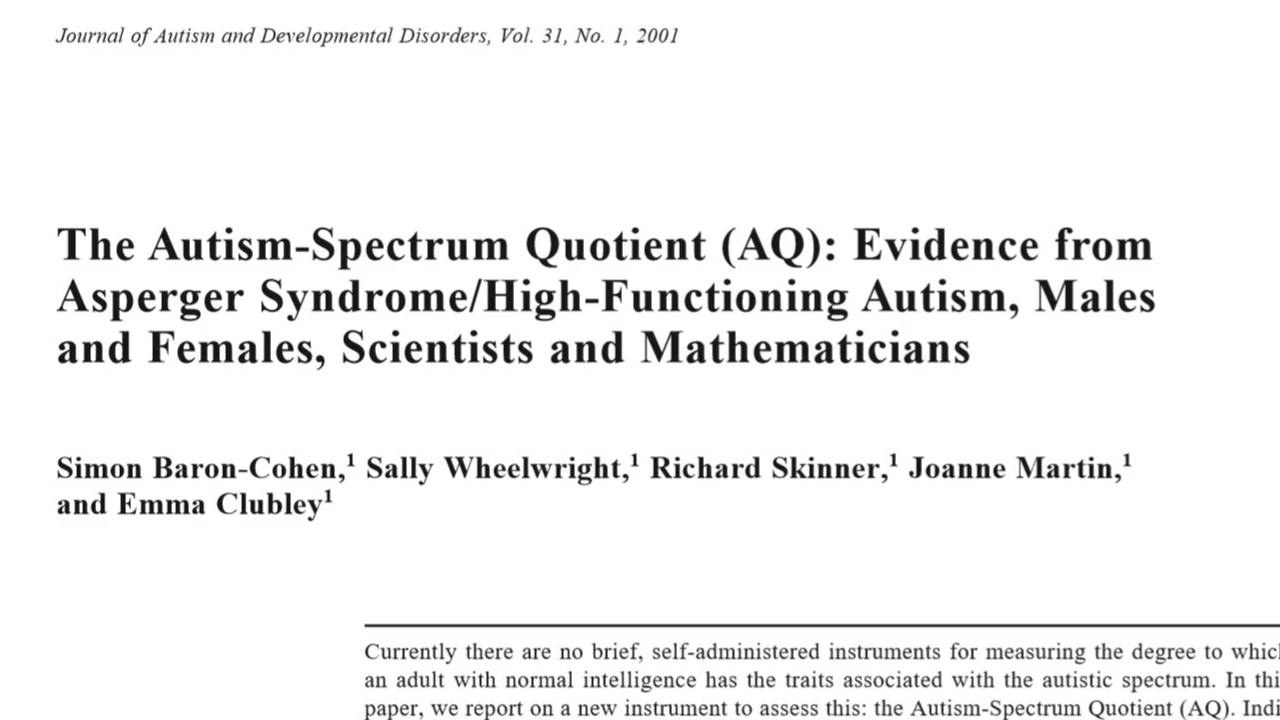 Journal of Autism and Developmental Disorders, Vol. 31, No. 1, 2001
The Autism-Spectrum Quotient (AQ): Evidence from
Asperger Syndrome/High-Functioning Autism, Males
and Females, Scientists and Mathematicians
Simon Baron-Cohen,¹ Sally Wheelwright,¹ Richard Skinner,¹ Joanne Martin,¹
and Emma Clubley¹
Currently there are no brief, self-administered instruments for measuring the degree to
an adult with normal intelligence has the traits associated with the autistic spectrum. In
paper, we report on a new instrument to assess this: the Autism-Spectrum Quotient (AQ).